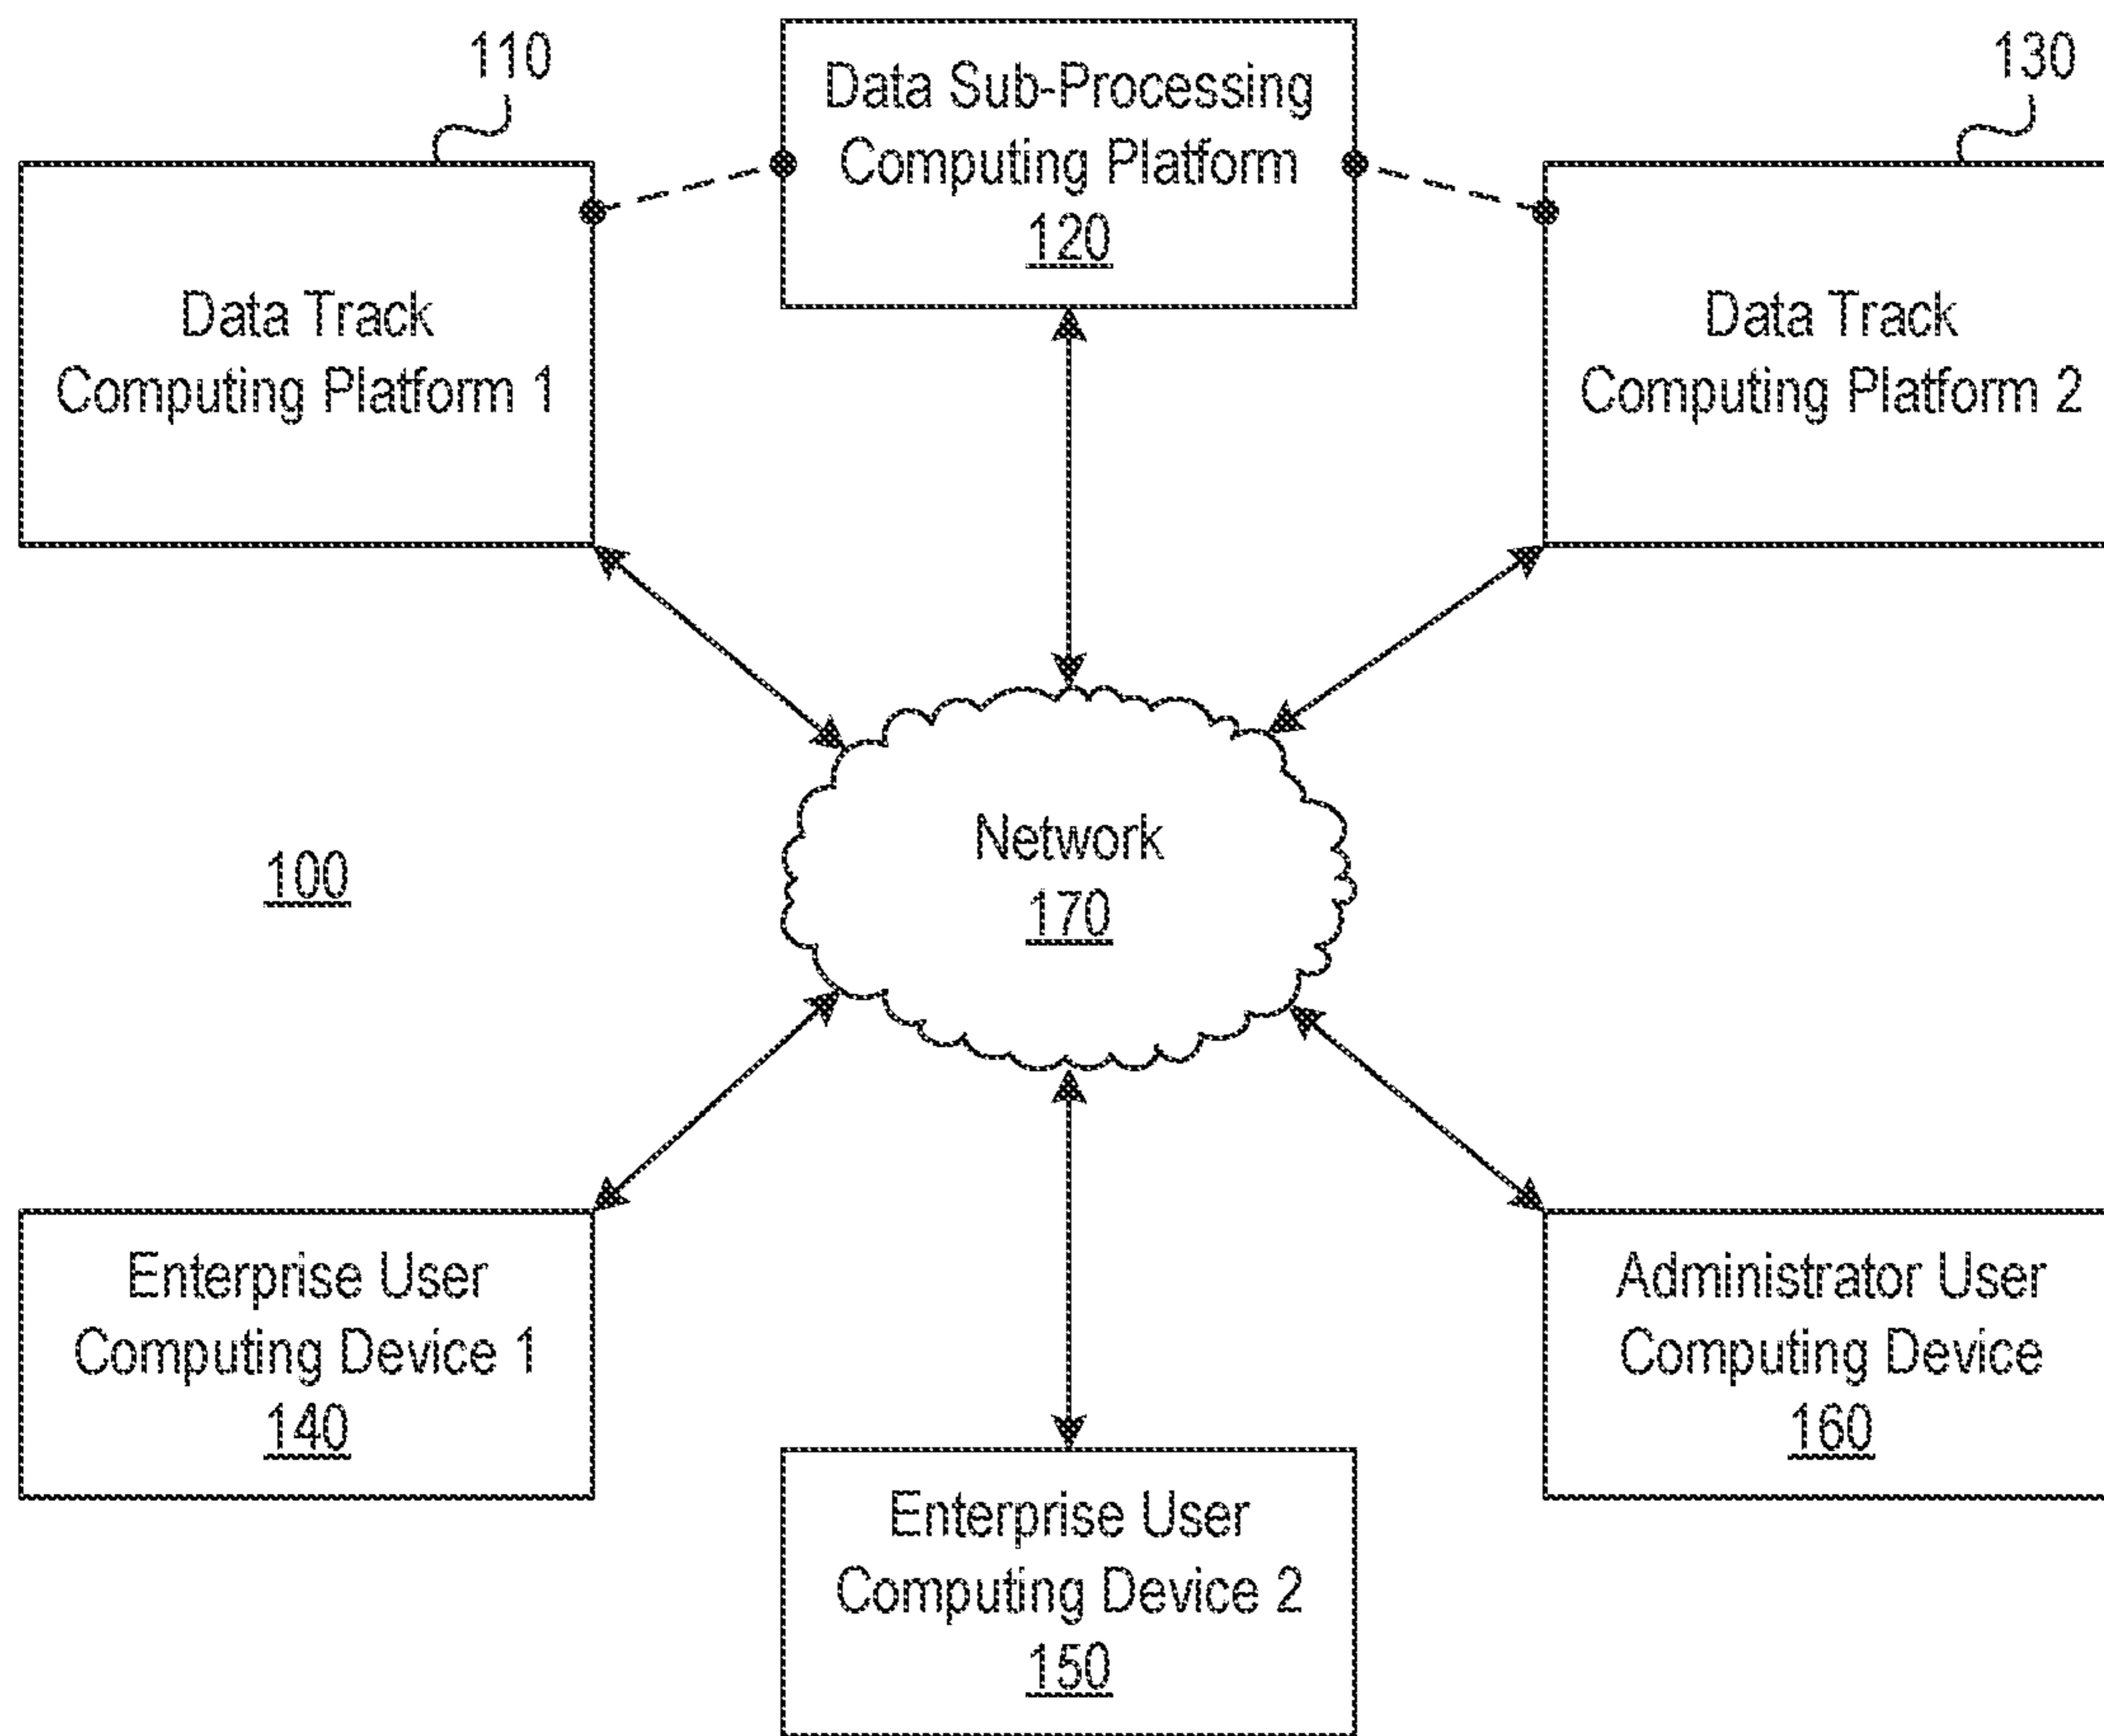 110
Data Sub-Processing
Computing Platform
120
130
Data Track
Computing Platform 1
Data Track
Computing Platform 2
100
Network
170
Enterprise User
Computing Device 1
140
Enterprise User
Computing Device 2
150
Administrator User
Computing Device
160